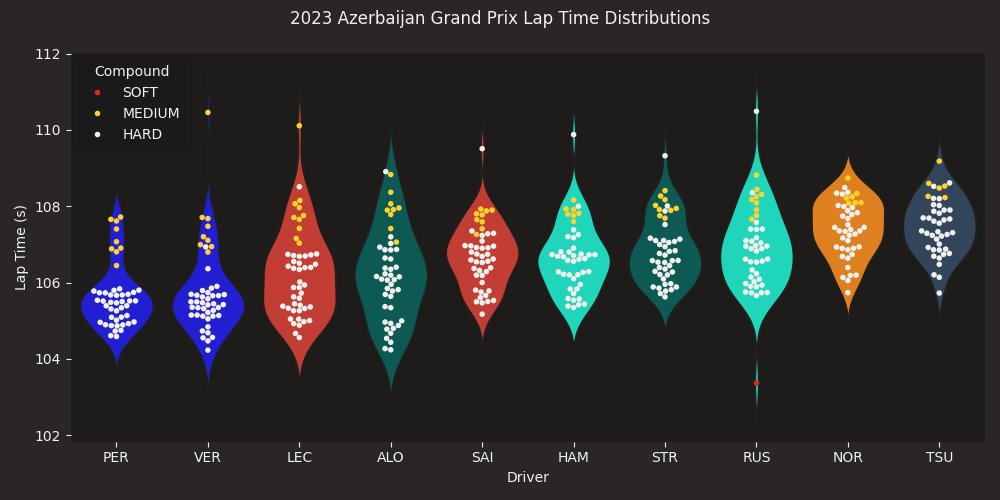 2023 Azerbaijan Grand Prix Lap Time Distributions
Compound
SOFT
MEDIUM
HARD
112
110
108
106
104
102
Lap Time (s)
PER VER LEC ALO SAI HAM STR RUS NOR TSU
Driver